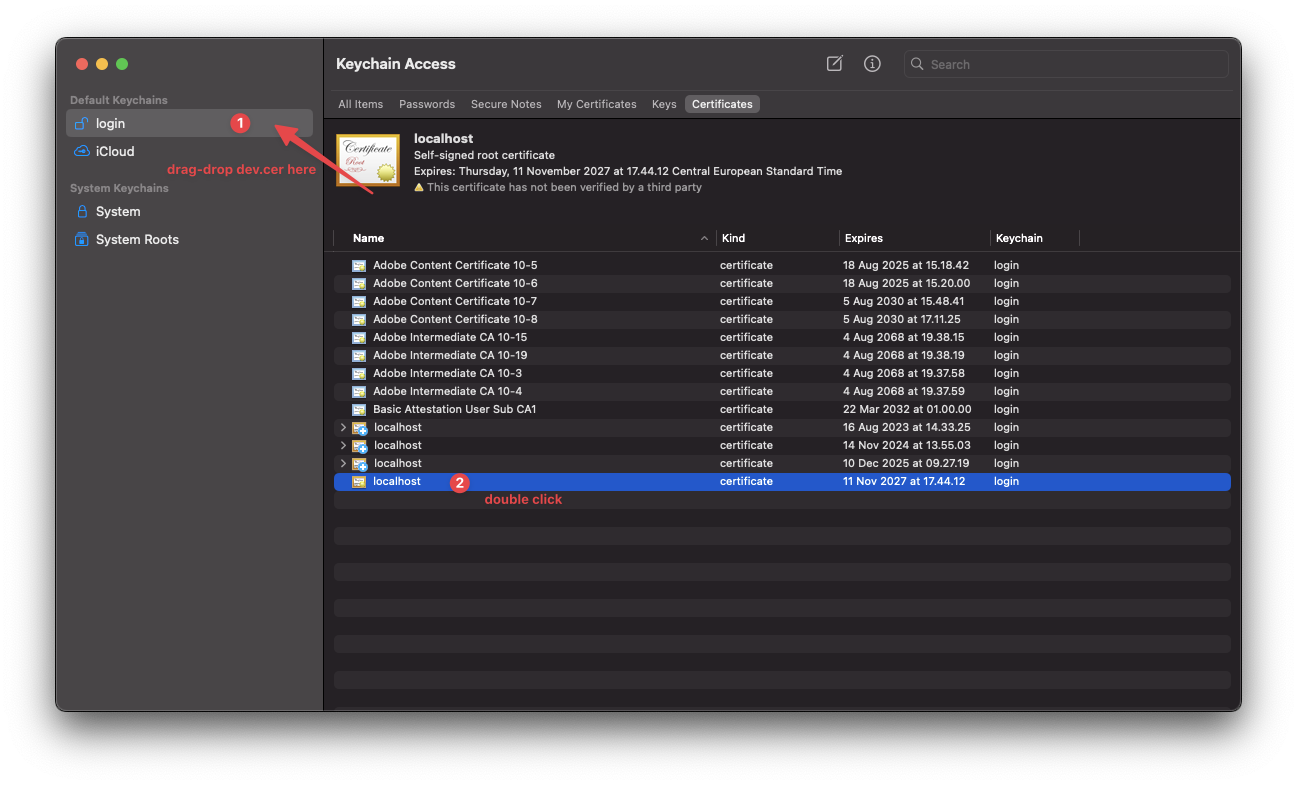 Keychain Access
Search
Default Keychains
login 1
iCloud
drag-drop dev.cer here
System Keychains
System
System Roots
All Items Passwords Secure Notes My Certificates Keys Certificates
Certificate
Root
localhost
Self-signed root certificate
Expires: Thursday, 11 November 2027 at 17.44.12 Central European Standard Time
This certificate has not been verified by a third party
Name Kind Expires Keychain
Adobe Content Certificate 10-5 certificate 18 Aug 2025 at 15.18.42 login
Adobe Content Certificate 10-6 certificate 18 Aug 2025 at 15.20.00 login
Adobe Content Certificate 10-7 certificate 5 Aug 2030 at 15.48.41 login
Adobe Content Certificate 10-8 certificate 5 Aug 2030 at 17.11.25 login
Adobe Intermediate CA 10-15 certificate 4 Aug 2068 at 19.38.15 login
Adobe Intermediate CA 10-19 certificate 4 Aug 2068 at 19.38.19 login
Adobe Intermediate CA 10-3 certificate 4 Aug 2068 at 19.37.58 login
Adobe Intermediate CA 10-4 certificate 4 Aug 2068 at 19.37.59 login
Basic Attestation User Sub CA1 certificate 22 Mar 2032 at 01.00.00 login
localhost certificate 16 Aug 2023 at 14.33.25 login
localhost certificate 14 Nov 2024 at 13.55.03 login
localhost certificate 10 Dec 2025 at 09.27.19 login
localhost 2 certificate 11 Nov 2027 at 17.44.12 login
double click